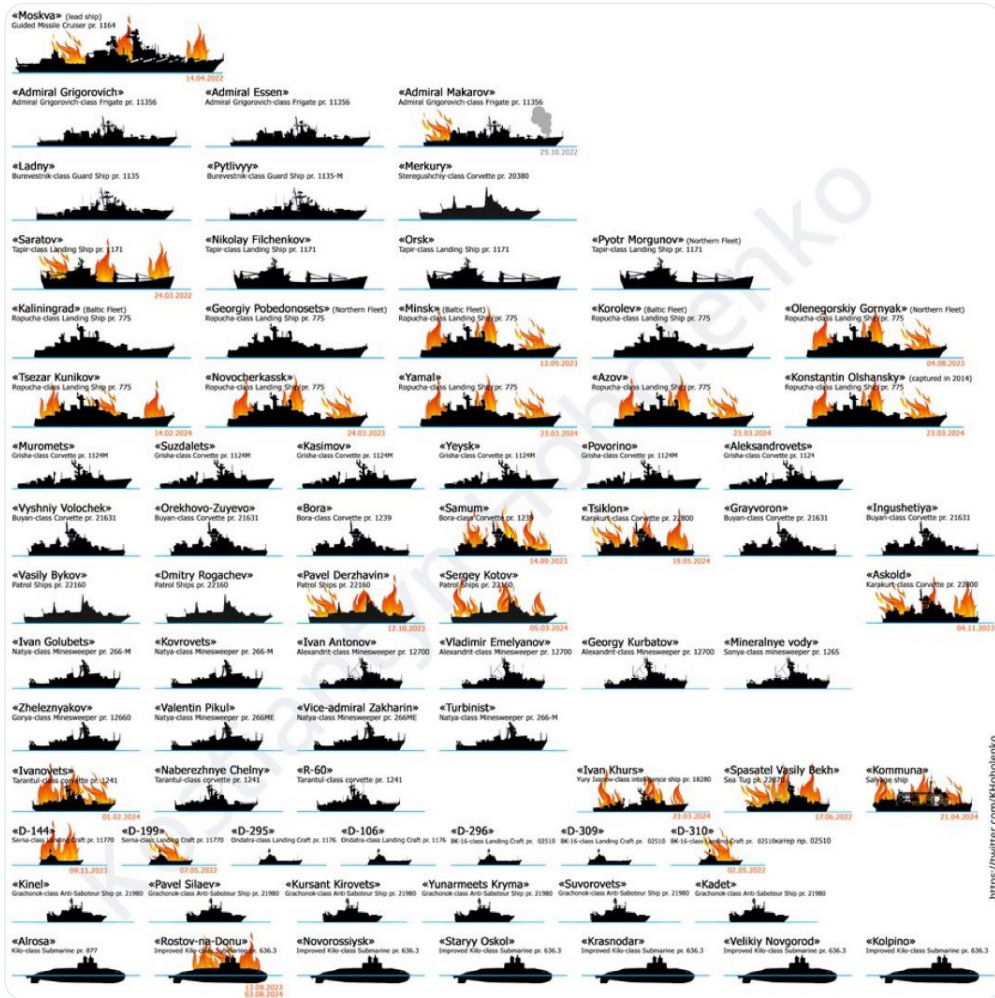 «Moskva» (lead ship)
Guided Missile Cruiser pr. 1164
14.04.2022
«Admiral Grigorovich»
Admiral Grigorovich-class Frigate pr. 11356
«Admiral Essen»
Admiral Grigorovich-class Frigate pr. 11356
«Admiral Makarov»
Admiral Grigorovich-class Frigate pr. 11356
29.10.2022
«Ladny»
Burevestnik-class Guard Ship pr. 1135
«Pytlivyy»
Burevestnik-class Guard Ship pr. 1135-M
«Merkury»
Steregushchiy-class Corvette pr. 20380
«Saratov»
Tapir-class Landing Ship pr. 1171
24.03.2022
«Nikolay Filchenkov»
Tapir-class Landing Ship pr. 1171
«Orsk»
Tapir-class Landing Ship pr. 1171
«Pyotr Morgunov» (Northern Fleet)
Tapir-class Landing Ship pr. 1171
«Kaliningrad» (Baltic Fleet)
Ropucha-class Landing Ship pr. 775
«Georgiy Pobedonosets» (Northern Fleet)
Ropucha-class Landing Ship pr. 775
«Minsk» (Baltic Fleet)
Ropucha-class Landing Ship pr. 775
13.09.2023
«Korolev» (Baltic Fleet)
Ropucha-class Landing Ship pr. 775
«Olenegorskiy Gornyak» (Northern Fleet)
Ropucha-class Landing Ship pr. 775
04.08.2023
«Tsezar Kunikov»
Ropucha-class Landing Ship pr. 775
14.02.2024
«Novocherkassk»
Ropucha-class Landing Ship pr. 775
24.03.2023
«Yamal»
Ropucha-class Landing Ship pr. 775
23.03.2024
«Azov»
Ropucha-class Landing Ship pr. 775
23.03.2024
«Konstantin Olshansky» (captured in 2014)
Ropucha-class Landing Ship pr. 775
23.03.2024
«Muromets»
Grisha-class Corvette pr. 1124M
«Suzdalets»
Grisha-class Corvette pr. 1124M
«Kasimov»
Grisha-class Corvette pr. 1124M
«Yeysk»
Grisha-class Corvette pr. 1124M
«Povorino»
Grisha-class Corvette pr. 1124M
«Aleksandrovets»
Grisha-class Corvette pr. 1124
«Vyshniy Volochek»
Buyan-class Corvette pr. 21631
«Orekhovo-Zuyevo»
Buyan-class Corvette pr. 21631
«Bora»
Bora-class Corvette pr. 1239
«Samum»
Bora-class Corvette pr. 1239
14.09.2023
«Tsiklon»
Karakurt-class Corvette pr. 22800
19.05.2024
«Grayvoron»
Buyan-class Corvette pr. 21631
«Ingushetiya»
Buyan-class Corvette pr. 21631
«Vasily Bykov»
Patrol Ships pr. 22160
«Dmitry Rogachev»
Patrol Ships pr. 22160
«Pavel Derzhavin»
Patrol Ships pr. 22160
12.10.2023
«Sergey Kotov»
Patrol Ships pr. 22160
05.03.2024
«Askold»
Karakurt-class Corvette pr. 22800
04.11.2023
«Ivan Golubets»
Natya-class Minesweeper pr. 266-M
«Kovrovets»
Natya-class Minesweeper pr. 266-M
«Ivan Antonov»
Alexandrit-class Minesweeper pr. 12700
«Vladimir Emelyanov»
Alexandrit-class Minesweeper pr. 12700
«Georgy Kurbatov»
Alexandrit-class Minesweeper pr. 12700
«Mineralnye vody»
Sonya-class minesweeper pr. 1265
«Zheleznyakov»
Gorya-class Minesweeper pr. 12660
«Valentin Pikul»
Natya-class Minesweeper pr. 266ME
«Vice-admiral Zakharin»
Natya-class Minesweeper pr. 266ME
«Turbinist»
Natya-class Minesweeper pr. 266-M
«Ivanovets»
Tarantul-class corvette pr. 1241
01.02.2024
«Naberezhnye Chelny»
Tarantul-class corvette pr. 1241
«R-60»
Tarantul-class corvette pr. 1241
«Ivan Khurs»
Yury Ivanov-class intelligence ship pr. 18280
23.03.2024
«Spasatel Vasily Bekh»
Sea Tug pr. 22870
17.06.2022
«Kommuna»
Salvage ship
21.04.2024
«D-144»
Serna-class Landing Craft pr. 11770
09.11.2023
«D-199»
Serna-class Landing Craft pr. 11770
07.05.2022
«D-295»
Ondatra-class Landing Craft pr. 1176
«D-106»
Ondatra-class Landing Craft pr. 1176
«D-296»
BK-16-class Landing Craft pr. 02510
«D-309»
BK-16-class Landing Craft pr. 02510
«D-310»
BK-16-class Landing Craft pr. 02510катер пр. 02510
02.05.2022
«Kinel»
Grachonok-class Anti-Saboteur Ship pr. 21980
«Pavel Silaev»
Grachonok-class Anti-Saboteur Ship pr. 21980
«Kursant Kirovets»
Grachonok-class Anti-Saboteur Ship pr. 21980
«Yunarmeets Kryma»
Grachonok-class Anti-Saboteur Ship pr. 21980
«Suvorovets»
Grachonok-class Anti-Saboteur Ship pr. 21980
«Kadet»
Grachonok-class Anti-Saboteur Ship pr. 21980
«Alrosa»
Kilo-class Submarine pr. 877
«Rostov-na-Donu»
Improved Kilo-class Submarine pr. 636.3
13.09.2023
03.08.2024
«Novorossiysk»
Improved Kilo-class Submarine pr. 636.3
«Staryy Oskol»
Improved Kilo-class Submarine pr. 636.3
«Krasnodar»
Improved Kilo-class Submarine pr. 636.3
«Velikiy Novgorod»
Improved Kilo-class Submarine pr. 636.3
«Kolpino»
Improved Kilo-class Submarine pr. 636.3
https://twitter.com/KHoholenko